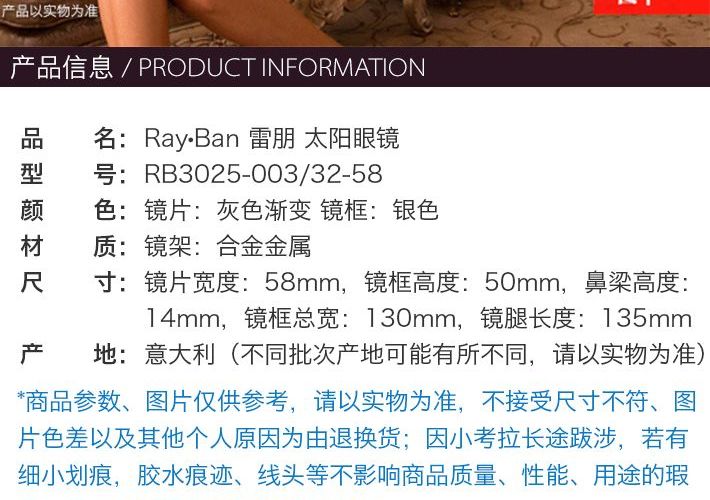 产品以实物为准
产品信息 / PRODUCT INFORMATION
品 名：Ray•Ban 雷朋 太阳眼镜
型 号：RB3025-003/32-58
颜 色：镜片：灰色渐变 镜框：银色
材 质：镜架：合金金属
尺 寸：镜片宽度：58mm，镜框高度：50mm，鼻梁高度：
14mm，镜框总宽：130mm，镜腿长度：135mm
产 地：意大利（不同批次产地可能有所不同，请以实物为准）
*商品参数、图片仅供参考，请以实物为准，不接受尺寸不符、图
片色差以及其他个人原因为由退换货；因小考拉长途跋涉，若有
细小划痕，胶水痕迹、线头等不影响商品质量、性能、用途的瑕